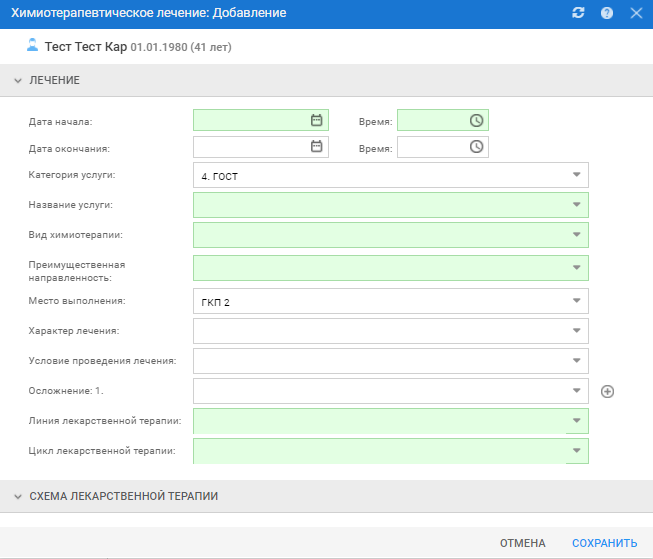 Химиотерапевтическое лечение: Добавление
Тест Тест Кар 01.01.1980 (41 лет)
ЛЕЧЕНИЕ
Дата начала: Время:
Дата окончания: Время:
Категория услуги: 4. ГОСТ
Название услуги:
Вид химиотерапии:
Преимущественная
направленность:
Место выполнения: ГКП 2
Характер лечения:
Условие проведения лечения:
Осложнение: 1.
Линия лекарственной терапии:
Цикл лекарственной терапии:
СХЕМА ЛЕКАРСТВЕННОЙ ТЕРАПИИ
ОТМЕНА СОХРАНИТЬ